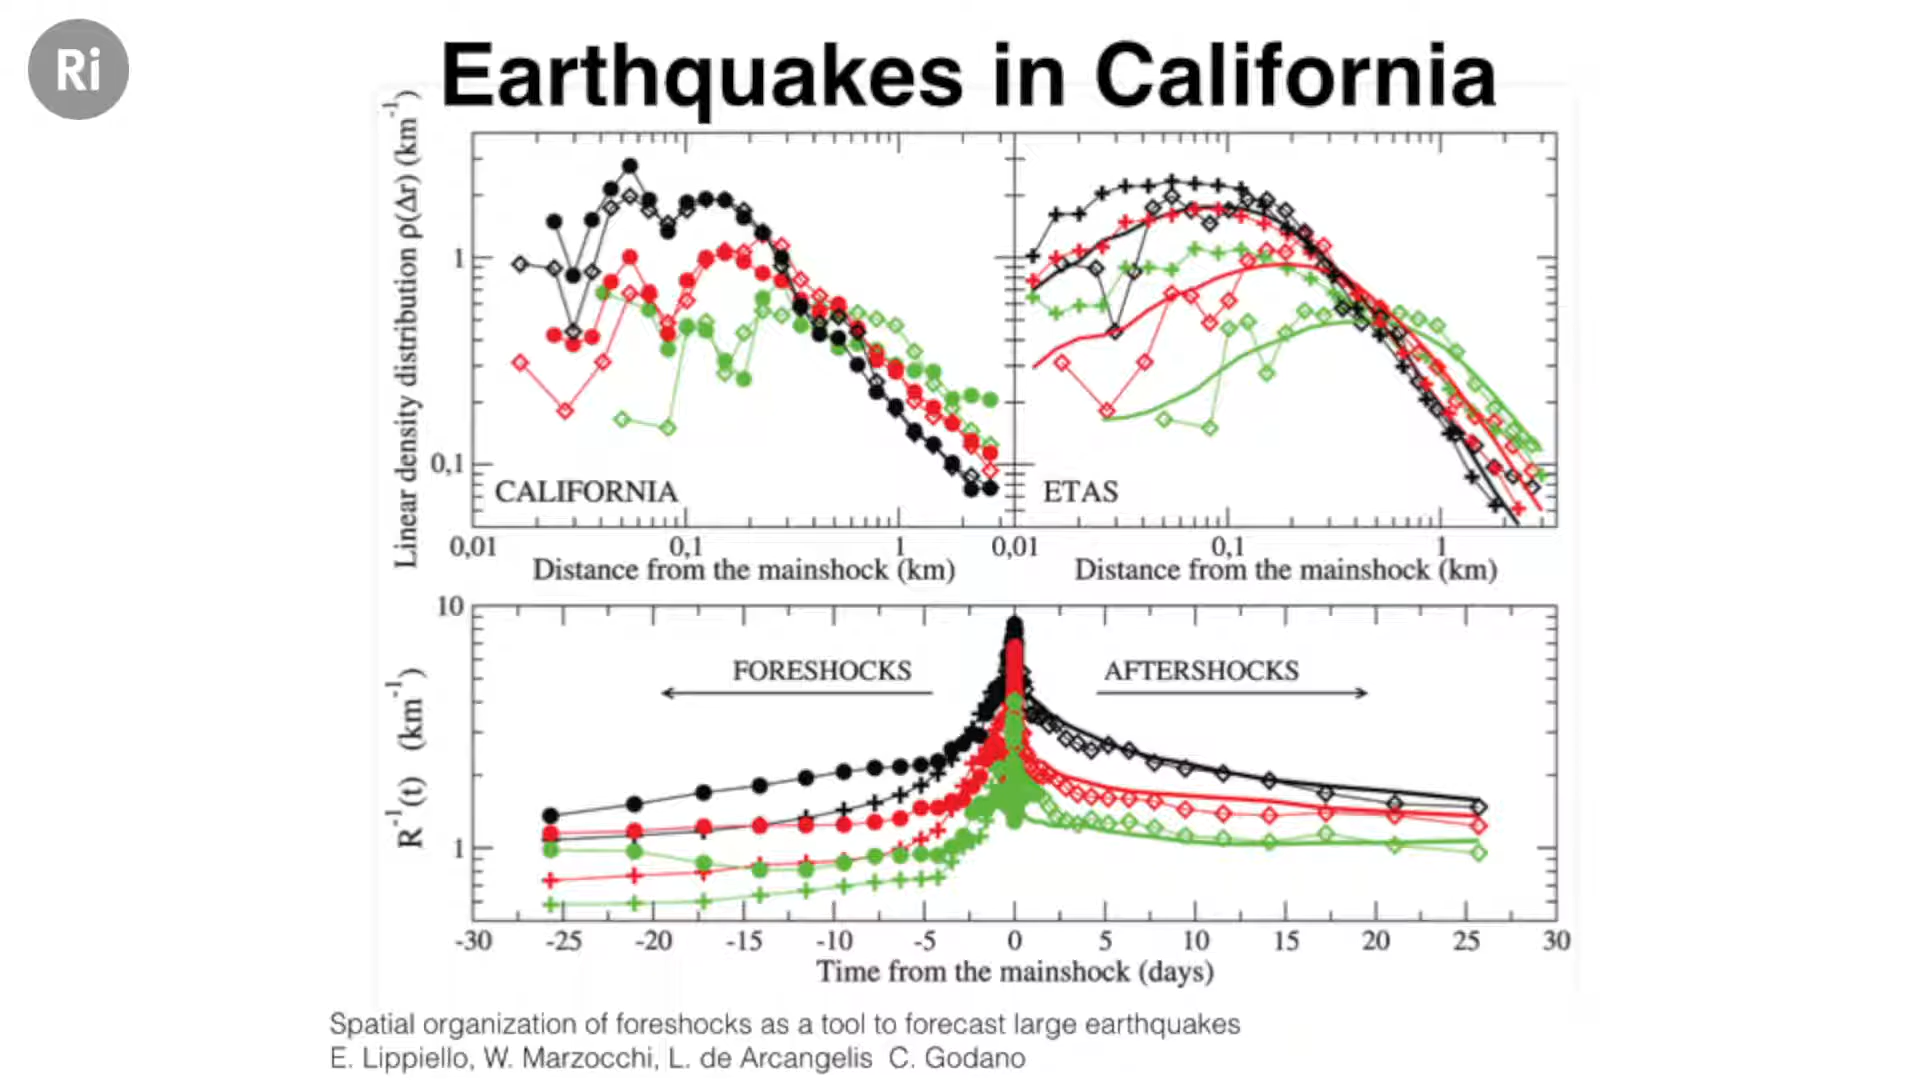 Ri
Earthquakes in California
Linear density distribution ρ(Δr) (km⁻¹)
1
0,1
CALIFORNIA
ETAS
0,01 0,1 1 0,01 0,1 1
Distance from the mainshock (km) Distance from the mainshock (km)
10
FORESHOCKS AFTERSHOCKS
R⁻¹(t) (km⁻¹)
1
-30 -25 -20 -15 -10 -5 0 5 10 15 20 25 30
Time from the mainshock (days)
Spatial organization of foreshocks as a tool to forecast large earthquakes
E. Lippiello, W. Marzocchi, L. de Arcangelis C. Godano